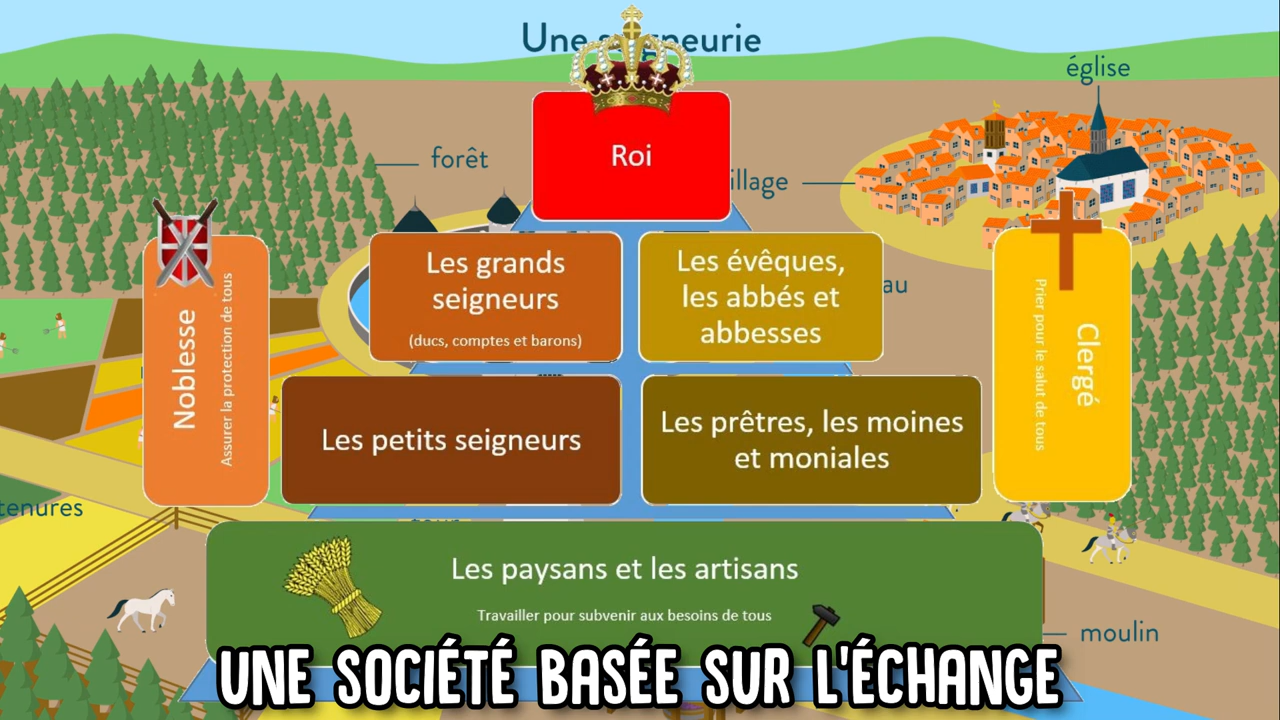 Une
église
Roi
forêt
Les grands
seigneurs
(ducs, comptes et barons)
Les évêques,
les abbés et
abbesses
Noblesse
Assurer la protection de tous
Clergé
Prier pour le salut de tous
Les petits seigneurs
Les prêtres, les moines
et moniales
tenures
Les paysans et les artisans
Travailler pour subvenir aux besoins de tous
moulin
UNE SOCIÉTÉ BASÉE SUR L'ÉCHANGE